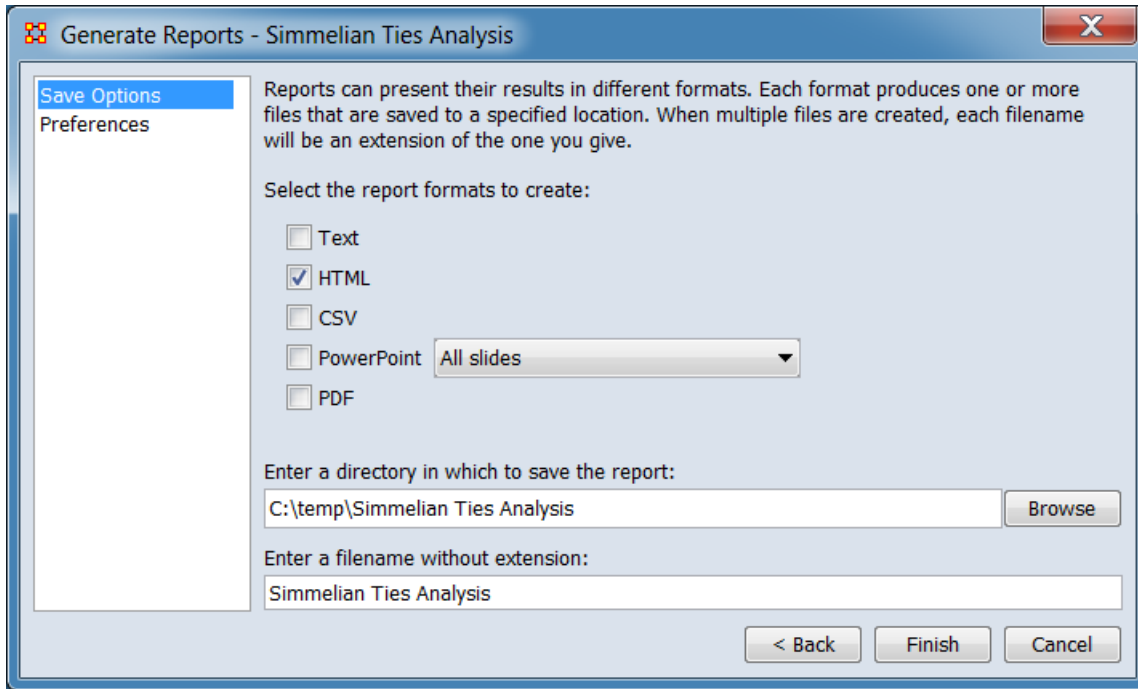 Generate Reports - Simmelian Ties Analysis
Save Options
Preferences
Reports can present their results in different formats. Each format produces one or more
files that are saved to a specified location. When multiple files are created, each filename
will be an extension of the one you give.
Select the report formats to create:
Text
HTML
CSV
PowerPoint All slides
PDF
Enter a directory in which to save the report:
C:\temp\Simmelian Ties Analysis Browse
Enter a filename without extension:
Simmelian Ties Analysis
< Back Finish Cancel